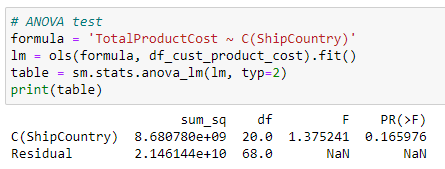 # ANOVA test
formula = 'TotalProductCost ~ C(ShipCountry)'
lm = ols(formula, df_cust_product_cost).fit()
table = sm.stats.anova_lm(lm, typ=2)
print(table)
sum_sq df F PR(>F)
C(ShipCountry) 8.680780e+09 20.0 1.375241 0.165976
Residual 2.146144e+10 68.0 NaN NaN